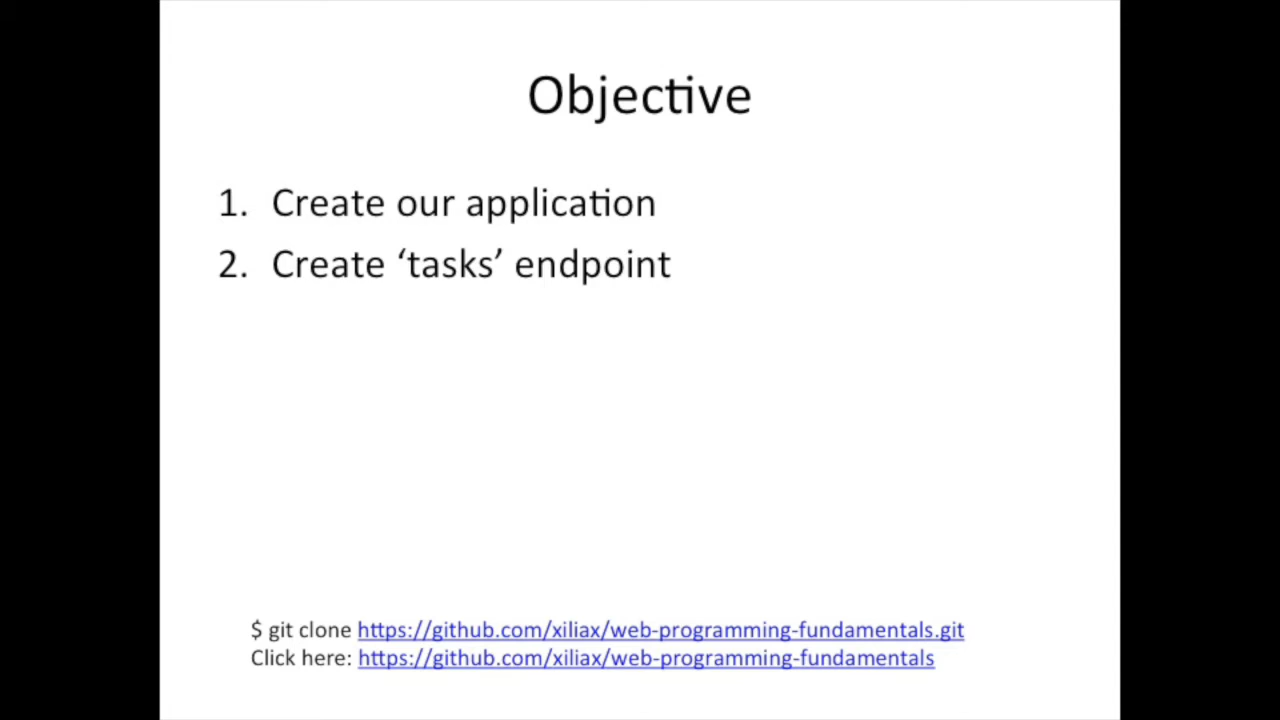 Objective
1. Create our application
2. Create ‘tasks’ endpoint
$ git clone https://github.com/xiliax/web-programming-fundamentals.git
Click here: https://github.com/xiliax/web-programming-fundamentals